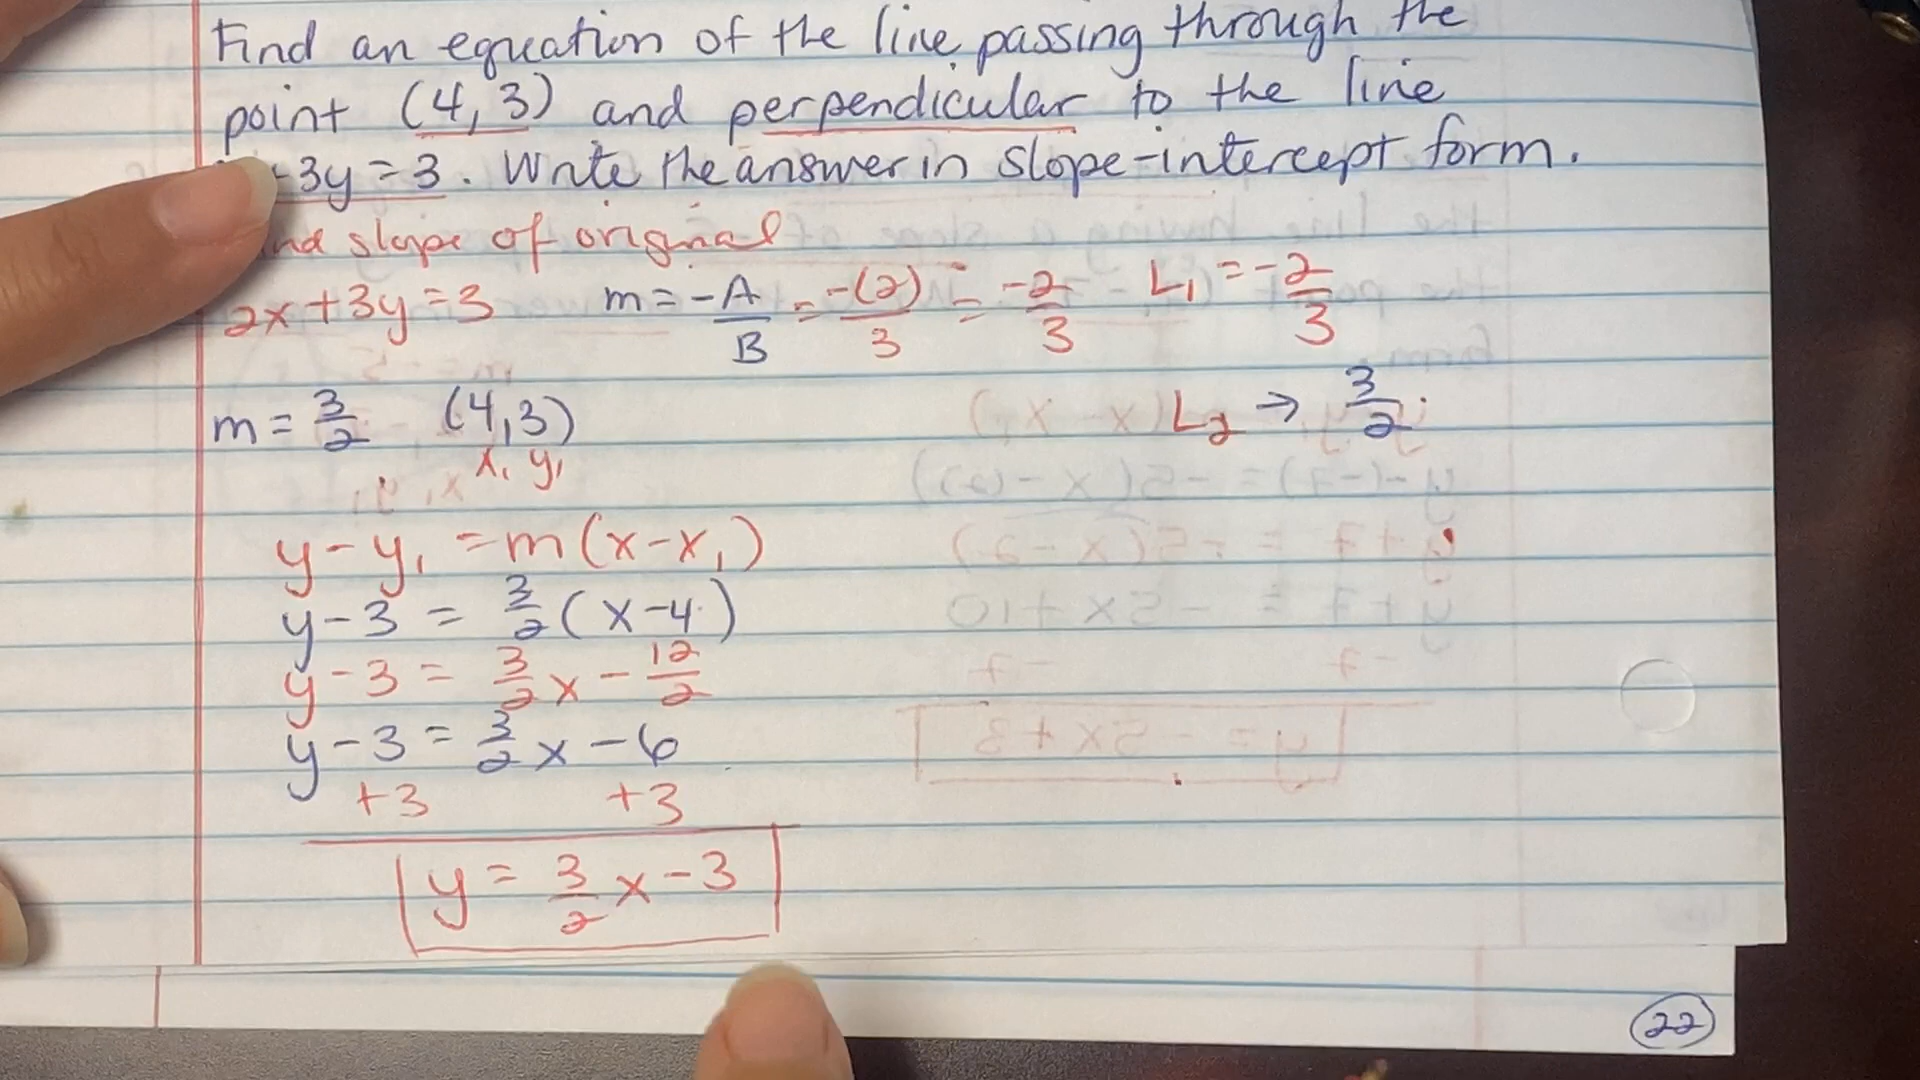 Find an equation of the line passing through the
point (4,3) and perpendicular to the line
3y = 3. Write the answer in slope-intercept form.
slope of original
2x+3y=3 m = -A/B = -(2)/3 = -2/3 L₁ = -2/3
m = 3/2 (4,3) L₂ → 3/2
x₁ y₁
y - y₁ = m(x-x₁)
y-3 = 3/2(x-4)
y-3 = 3/2x - 12/2
y-3 = 3/2x - 6
+3 +3
y = 3/2x - 3
22